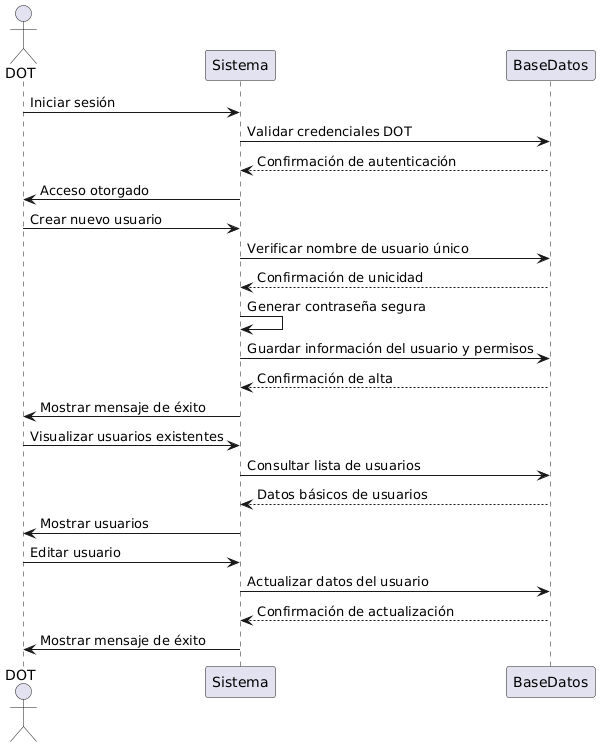 DOT
Sistema
BaseDatos
Iniciar sesión
Validar credenciales DOT
Confirmación de autenticación
Acceso otorgado
Crear nuevo usuario
Verificar nombre de usuario único
Confirmación de unicidad
Generar contraseña segura
Guardar información del usuario y permisos
Confirmación de alta
Mostrar mensaje de éxito
Visualizar usuarios existentes
Consultar lista de usuarios
Datos básicos de usuarios
Mostrar usuarios
Editar usuario
Actualizar datos del usuario
Confirmación de actualización
Mostrar mensaje de éxito
DOT
Sistema
BaseDatos